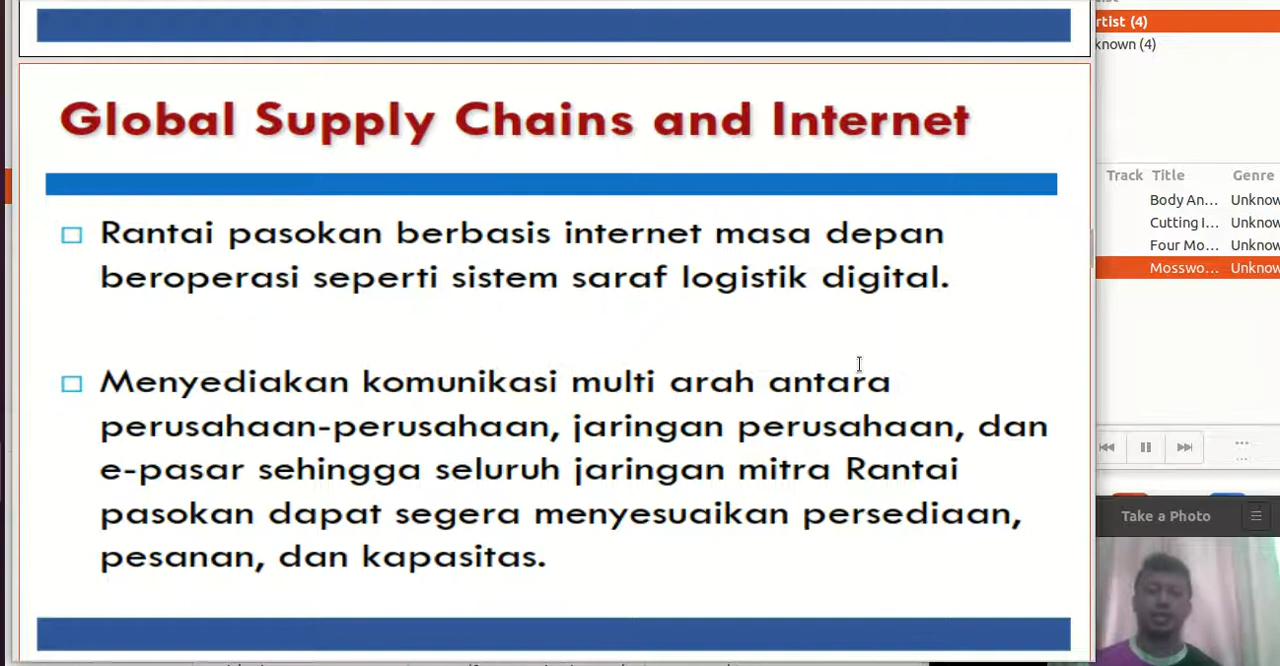 rtist (4)
known (4)
Global Supply Chains and Internet
Track Title Genre
Rantai pasokan berbasis internet masa depan
beroperasi seperti sistem saraf logistik digital.
Body An... Unknow
Cutting I... Unknow
Four Mo... Unknow
Mosswo... Unknow
Menyediakan komunikasi multi arah antara
perusahaan-perusahaan, jaringan perusahaan, dan
e-pasar sehingga seluruh jaringan mitra Rantai
pasokan dapat segera menyesuaikan persediaan,
pesanan, dan kapasitas.
Take a Photo